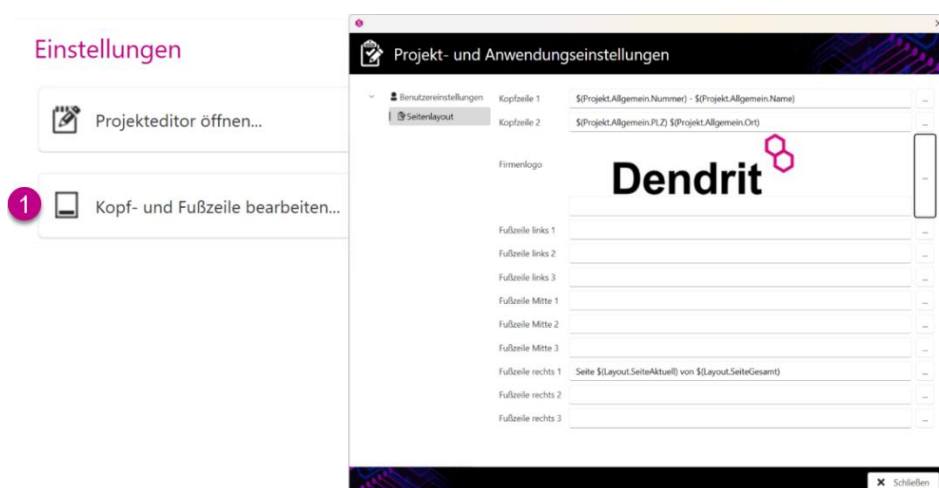 Einstellungen
Projekteditor öffnen...
1
Kopf- und Fußzeile bearbeiten...
Projekt- und Anwendungseinstellungen
Benutzereinstellungen
Seitenlayout
Kopfzeile 1 $(Projekt.Allgemein.Nummer) - $(Projekt.Allgemein.Name) ...
Kopfzeile 2 $(Projekt.Allgemein.PLZ) $(Projekt.Allgemein.Ort) ...
Firmenlogo Dendrit ...
Fußzeile links 1 ...
Fußzeile links 2 ...
Fußzeile links 3 ...
Fußzeile Mitte 1 ...
Fußzeile Mitte 2 ...
Fußzeile Mitte 3 ...
Fußzeile rechts 1 Seite $(Layout.SeiteAktuell) von $(Layout.SeiteGesamt) ...
Fußzeile rechts 2 ...
Fußzeile rechts 3 ...
Schließen